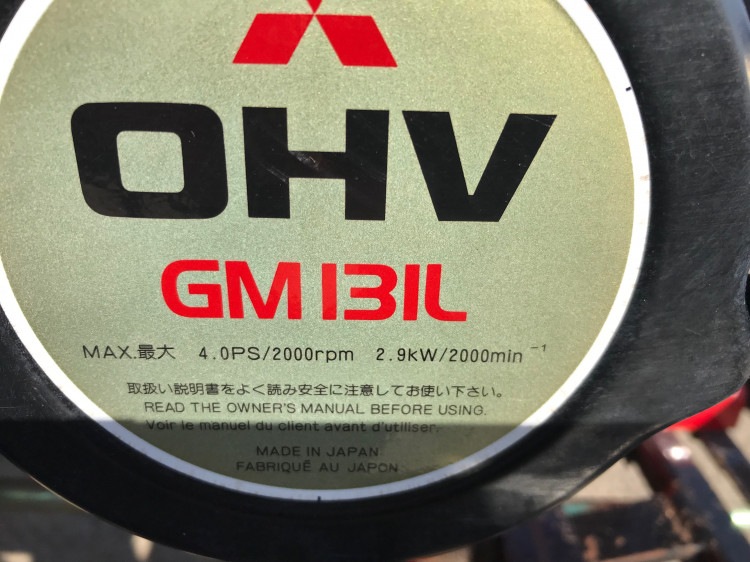 OHV
GM131L
MAX.最大 4.0PS/2000rpm 2.9kW/2000min⁻¹
取扱い説明書をよく読み安全に注意してお使い下さい。
READ THE OWNER'S MANUAL BEFORE USING.
Voir le manuel du client avant d'utiliser.
MADE IN JAPAN
FABRIQUÉ AU JAPON